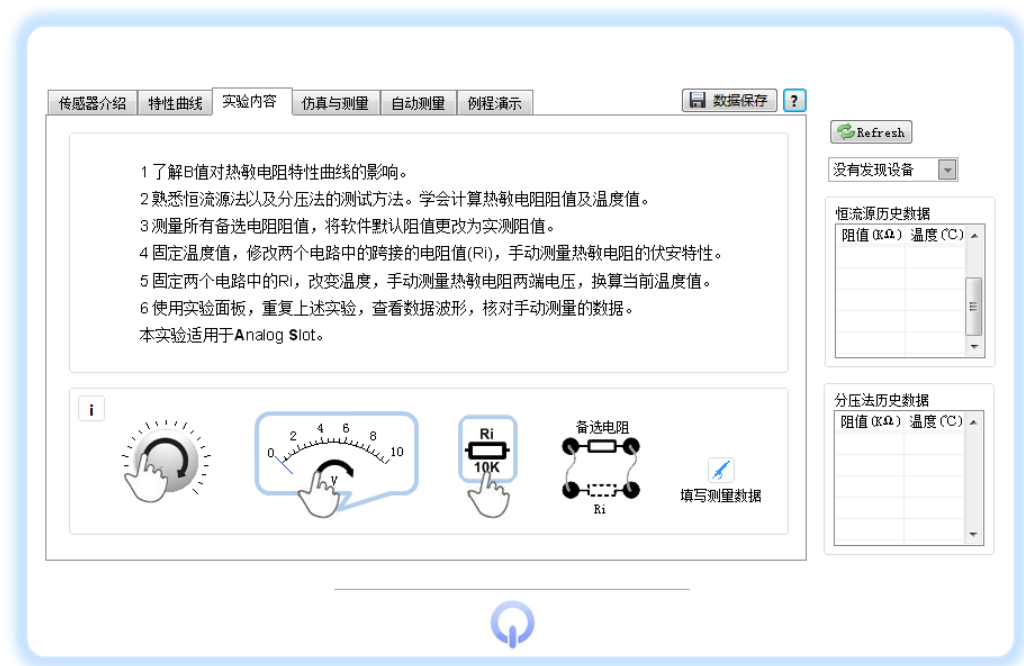 传感器介绍 特性曲线 实验内容 仿真与测量 自动测量 例程演示 数据保存 ?
Refresh
没有发现设备
1 了解B值对热敏电阻特性曲线的影响。
2 熟悉恒流源法以及分压法的测试方法。学会计算热敏电阻阻值及温度值。
3 测量所有备选电阻阻值，将软件默认阻值更改为实测阻值。
4 固定温度值，修改两个电路中的跨接的电阻值(Ri)，手动测量热敏电阻的伏安特性。
5 固定两个电路中的Ri，改变温度，手动测量热敏电阻两端电压，换算当前温度值。
6 使用实验面板，重复上述实验，查看数据波形，核对手动测量的数据。
本实验适用于Analog Slot。
恒流源历史数据
阻值(KΩ) 温度(℃)
分压法历史数据
阻值(KΩ) 温度(℃)
i
0 2 4 6 8 10
V
Ri
10K
备选电阻
Ri
填写测量数据